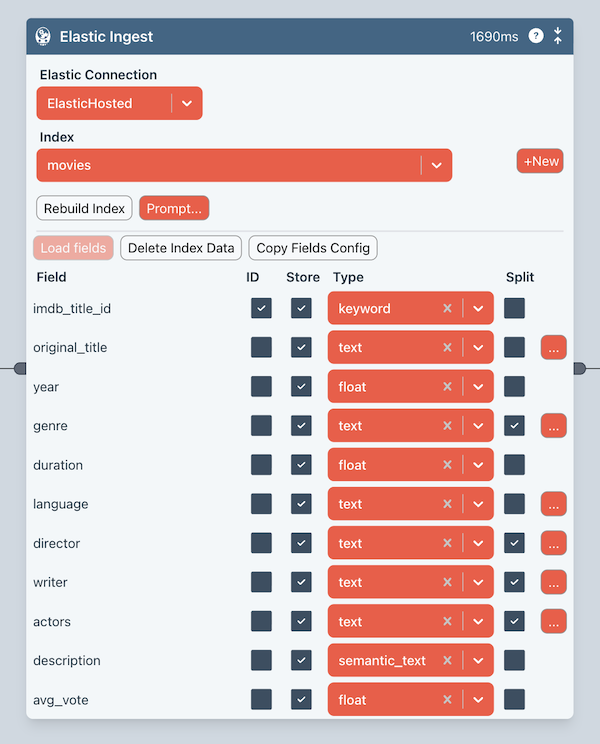 Elastic Ingest 1690ms ?
Elastic Connection
ElasticHosted
Index
movies +New
Rebuild Index Prompt...
Load fields Delete Index Data Copy Fields Config
Field ID Store Type Split
imdb_title_id keyword
original_title text ...
year float
genre text ...
duration float
language text ...
director text ...
writer text ...
actors text ...
description semantic_text
avg_vote float